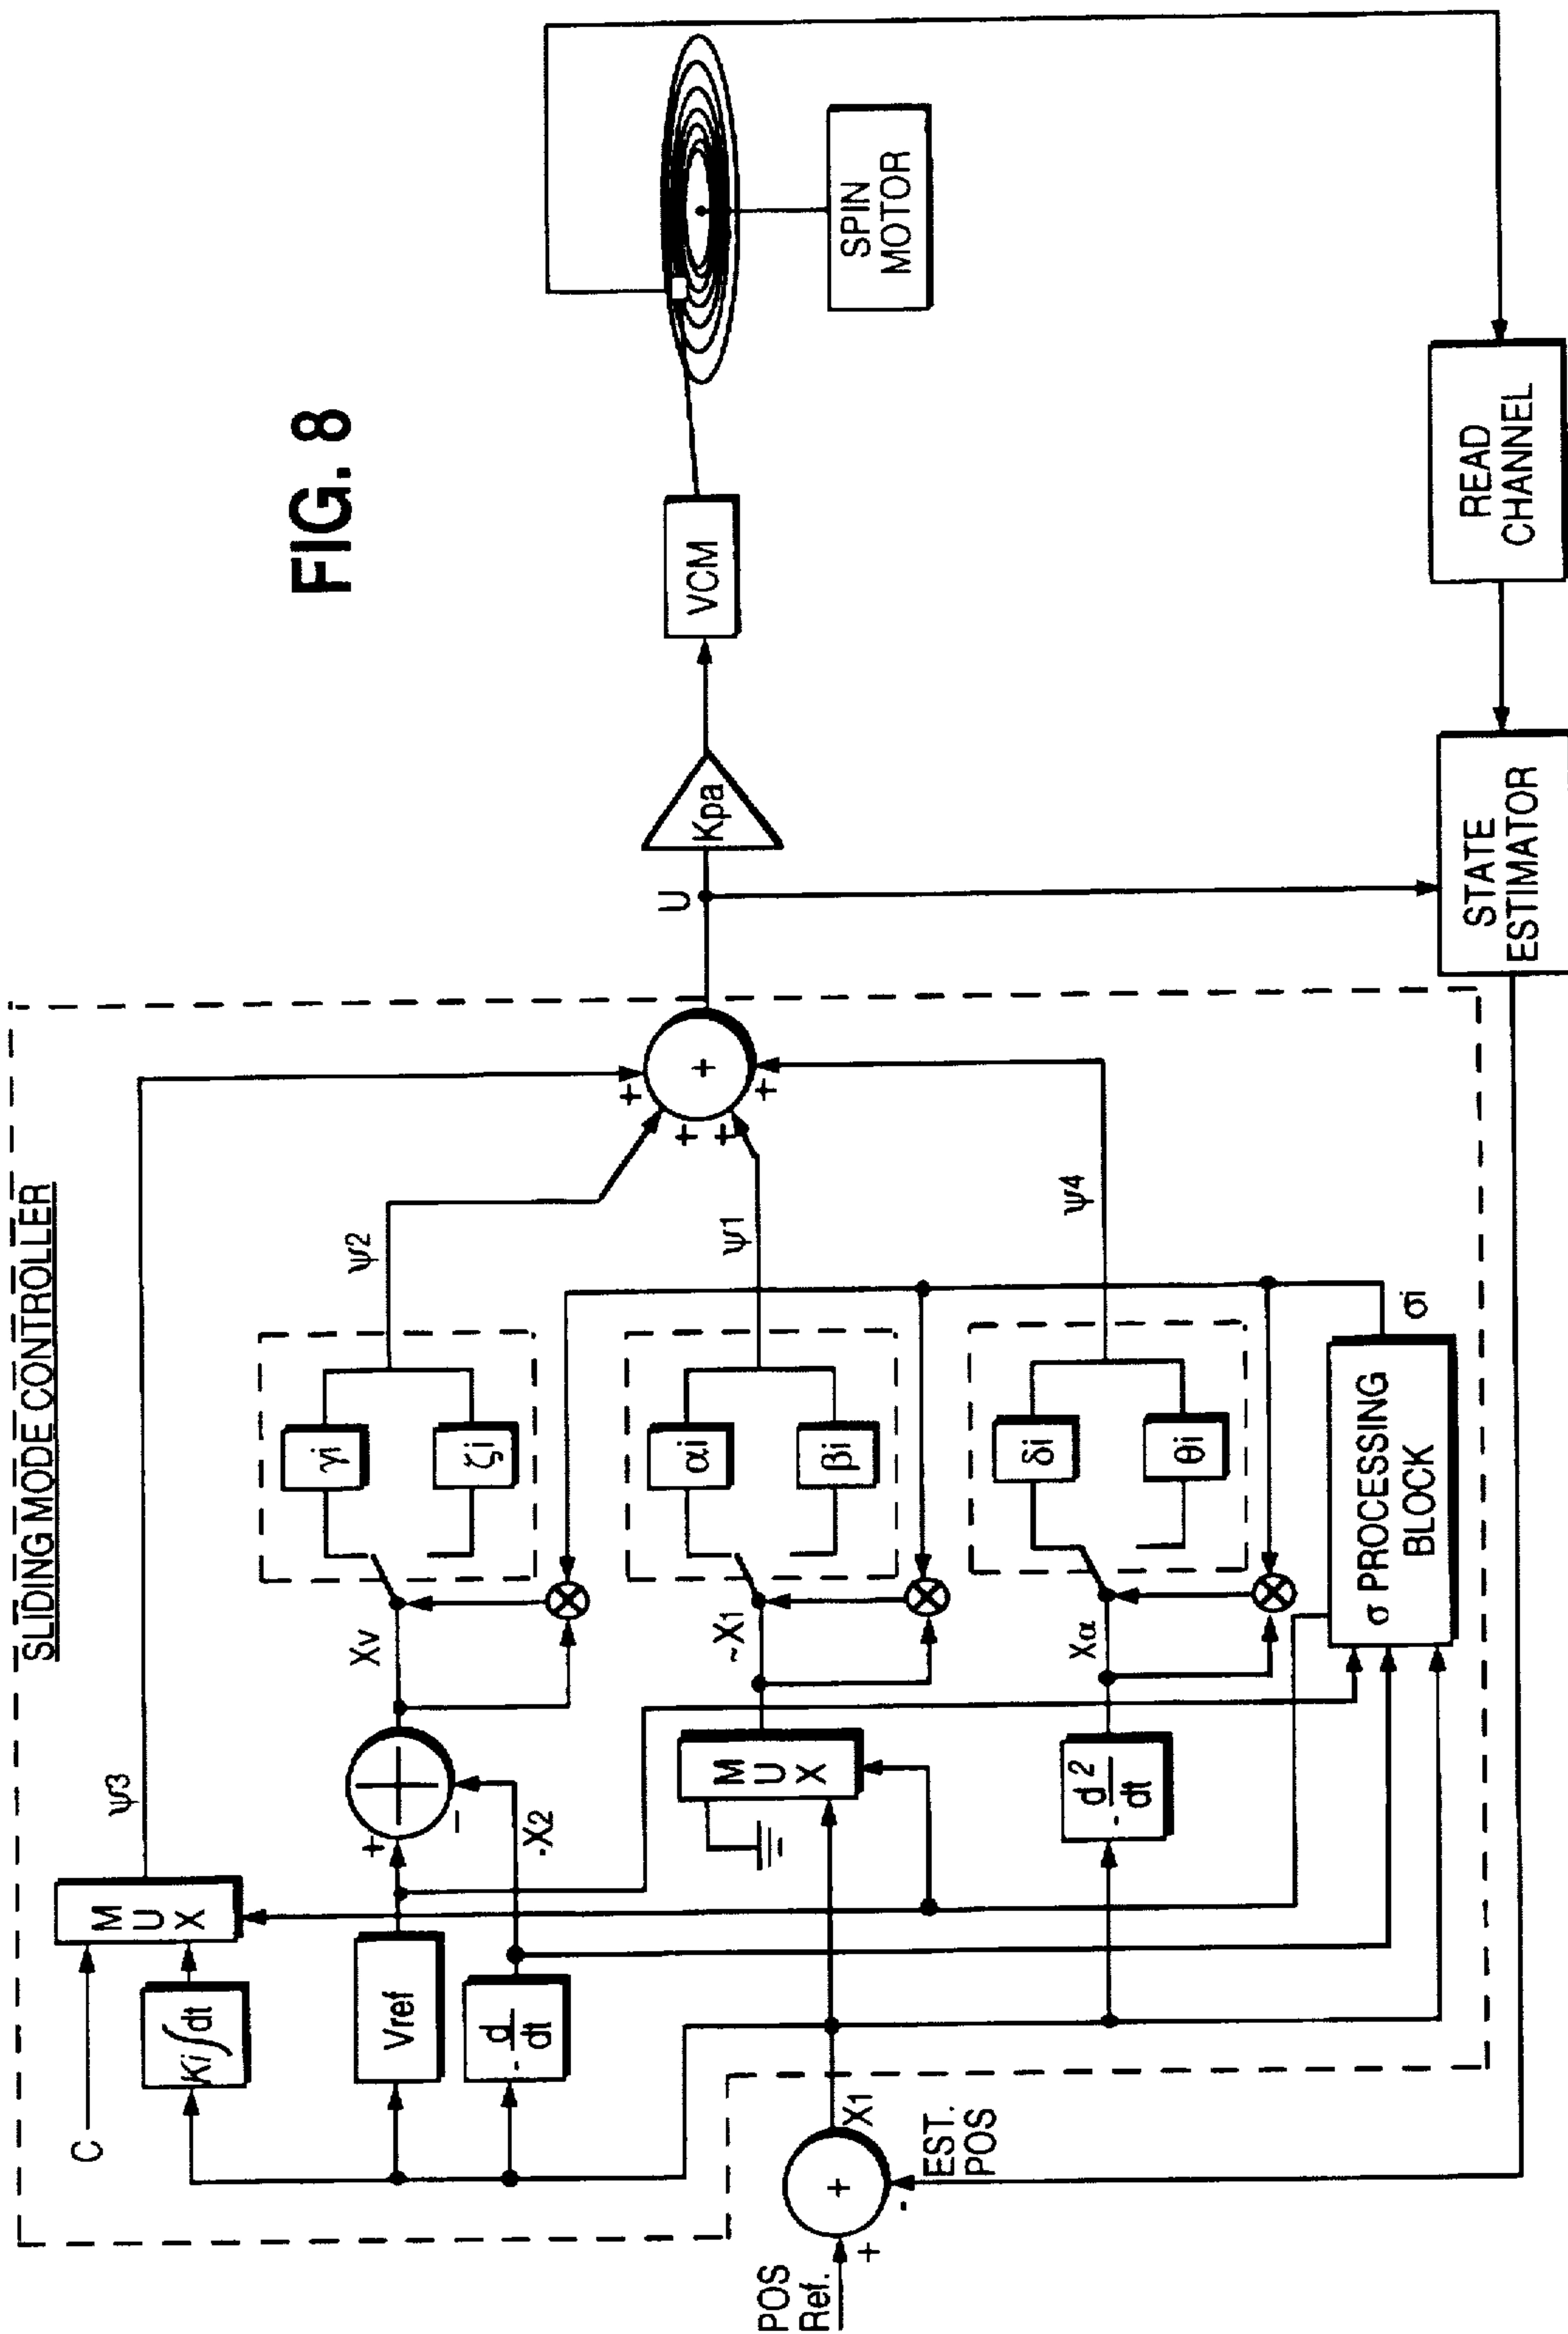 FIG. 8
SLIDING MODE CONTROLLER
C
Ki∫dt
M
U
X
ψ3
Vref
+
−
Xv
γi
ζi
ψ2
- d
dt
-X2
M
U
X
~X1
αi
βi
ψ1
+
+
+
+
+
U
Kpa
VCM
SPIN
MOTOR
POS
Ref.
+
+
-
X1
EST.
POS
- d²
dt
Xα
δi
θi
ψ4
σ PROCESSING
BLOCK
σi
STATE
ESTIMATOR
READ
CHANNEL